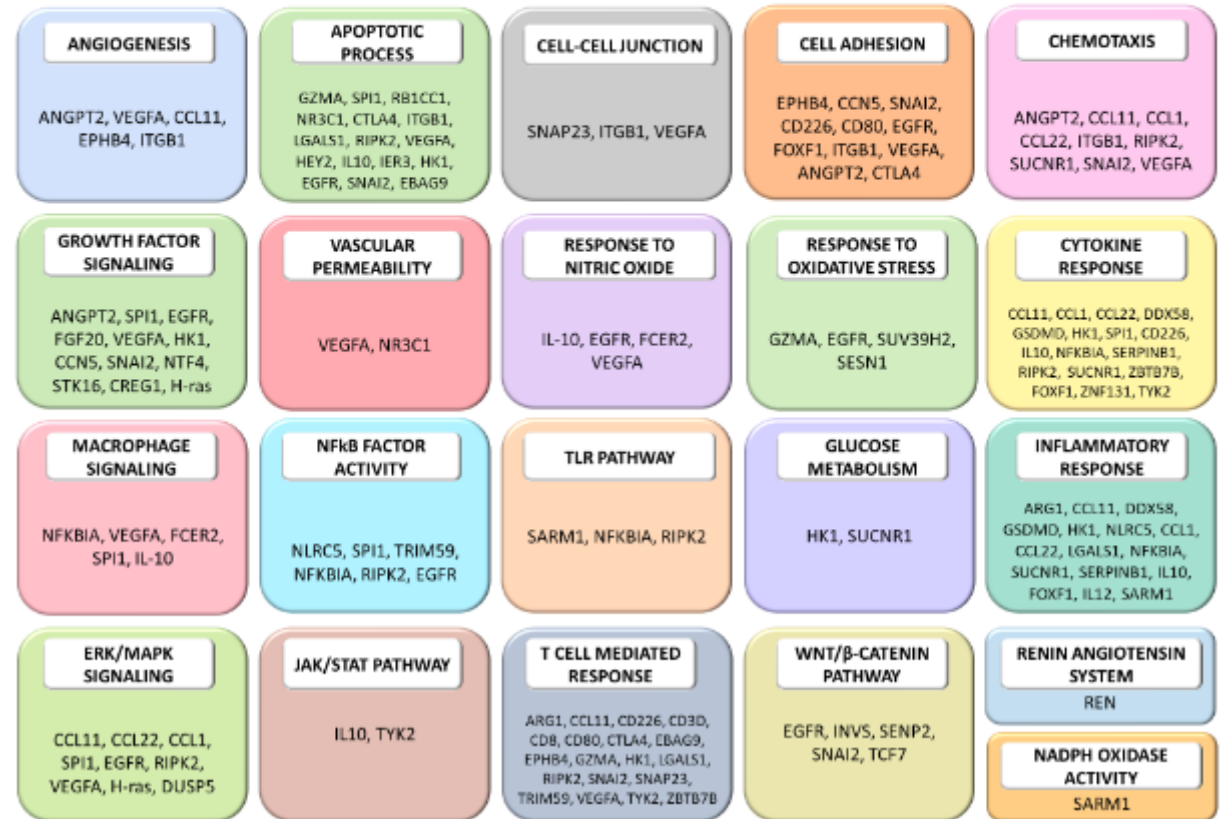 ANGIOGENESIS
ANGPT2, VEGFA, CCL11,
EPHB4, ITGB1
APOPTOTIC
PROCESS
GZMA, SPI1, RB1CC1,
NR3C1, CTLA4, ITGB1,
LGALS1, RIPK2, VEGFA,
HEY2, IL10, IER3, HK1,
EGFR, SNAI2, EBAG9
CELL-CELL JUNCTION
SNAP23, ITGB1, VEGFA
CELL ADHESION
EPHB4, CCN5, SNAI2,
CD226, CD80, EGFR,
FOXF1, ITGB1, VEGFA,
ANGPT2, CTLA4
CHEMOTAXIS
ANGPT2, CCL11, CCL1,
CCL22, ITGB1, RIPK2,
SUCNR1, SNAI2, VEGFA
GROWTH FACTOR
SIGNALING
ANGPT2, SPI1, EGFR,
FGF20, VEGFA, HK1,
CCN5, SNAI2, NTF4,
STK16, CREG1, H-ras
VASCULAR
PERMEABILITY
VEGFA, NR3C1
RESPONSE TO
NITRIC OXIDE
IL-10, EGFR, FCER2,
VEGFA
RESPONSE TO
OXIDATIVE STRESS
GZMA, EGFR, SUV39H2,
SESN1
CYTOKINE
RESPONSE
CCL11, CCL1, CCL22, DDX58,
GSDMD, HK1, SPI1, CD226,
IL10, NFKBIA, SERPINB1,
RIPK2, SUCNR1, ZBTB7B,
FOXF1, ZNF131, TYK2
MACROPHAGE
SIGNALING
NFKBIA, VEGFA, FCER2,
SPI1, IL-10
NFkB FACTOR
ACTIVITY
NLRC5, SPI1, TRIM59,
NFKBIA, RIPK2, EGFR
TLR PATHWAY
SARM1, NFKBIA, RIPK2
GLUCOSE
METABOLISM
HK1, SUCNR1
INFLAMMATORY
RESPONSE
ARG1, CCL11, DDX58,
GSDMD, HK1, NLRC5, CCL1,
CCL22, LGALS1, NFKBIA,
SUCNR1, SERPINB1, IL10,
FOXF1, IL12, SARM1
ERK/MAPK
SIGNALING
CCL11, CCL22, CCL1,
SPI1, EGFR, RIPK2,
VEGFA, H-ras, DUSP5
JAK/STAT PATHWAY
IL10, TYK2
T CELL MEDIATED
RESPONSE
ARG1, CCL11, CD226, CD3D,
CD8, CD80, CTLA4, EBAG9,
EPHB4, GZMA, HK1, LGALS1,
RIPK2, SNAI2, SNAP23,
TRIM59, VEGFA, TYK2, ZBTB7B
WNT/β-CATENIN
PATHWAY
EGFR, INVS, SENP2,
SNAI2, TCF7
RENIN ANGIOTENSIN
SYSTEM
REN
NADPH OXIDASE
ACTIVITY
SARM1